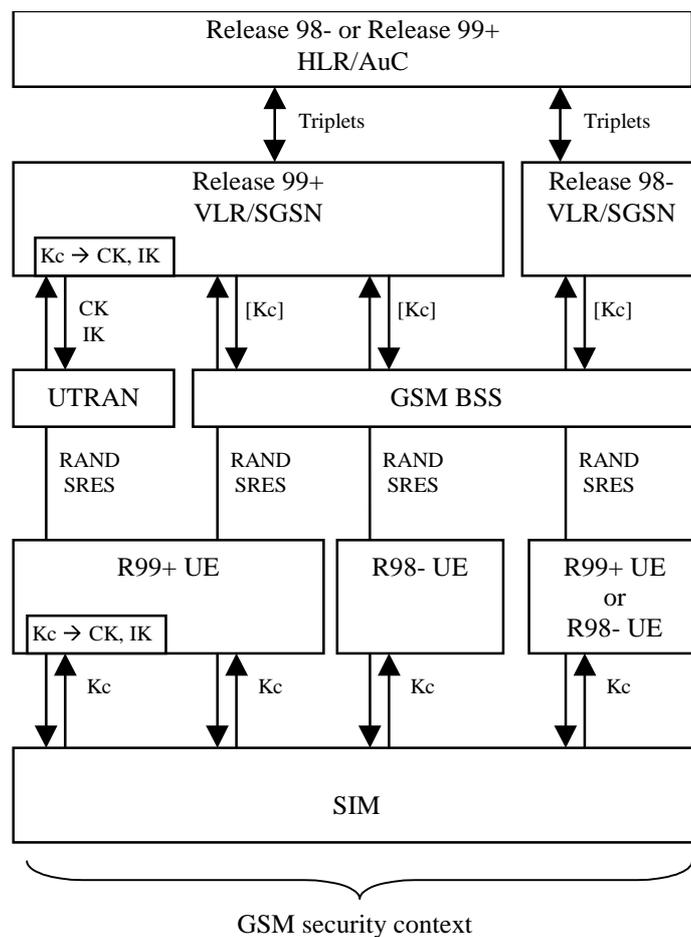 Release 98- or Release 99+
HLR/AuC
Triplets
Triplets
Release 99+
VLR/SGSN
Release 98-
VLR/SGSN
Kc → CK, IK
CK
IK
[Kc]
[Kc]
[Kc]
UTRAN
GSM BSS
RAND
SRES
RAND
SRES
RAND
SRES
RAND
SRES
R99+ UE
R98- UE
R99+ UE
or
R98- UE
Kc → CK, IK
Kc
Kc
Kc
Kc
SIM
GSM security context